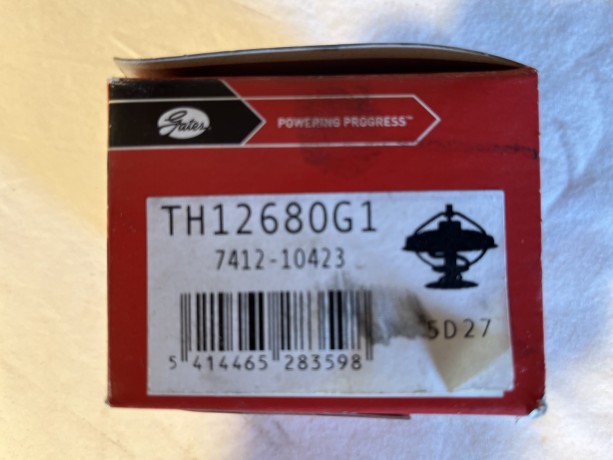 Gates
POWERING PROGRESS™
TH12680G1
7412-10423
5D27
5 414465 283598